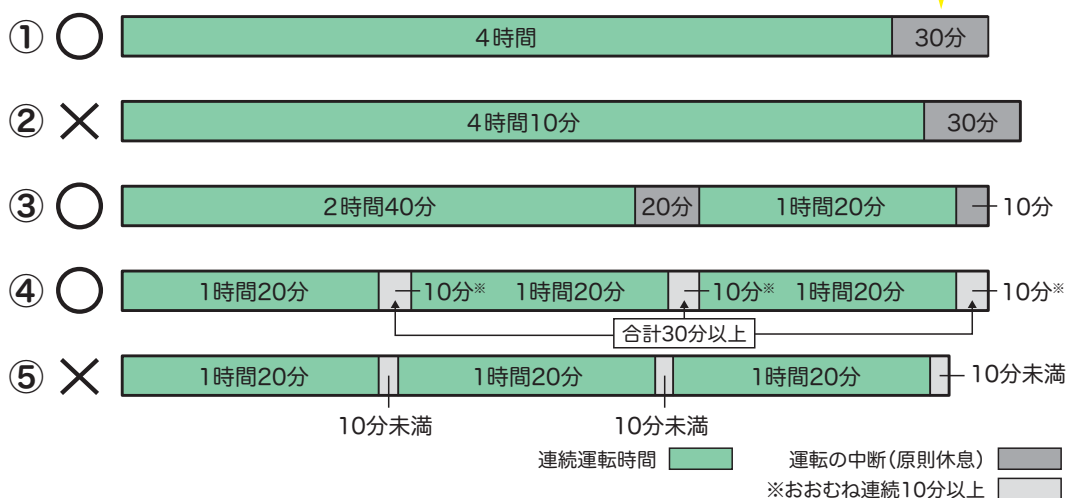 ① ○ 4時間 30分
② × 4時間10分 30分
③ ○ 2時間40分 20分 1時間20分 10分
④ ○ 1時間20分 10分※ 1時間20分 10分※ 1時間20分 10分※
合計30分以上
⑤ × 1時間20分 1時間20分 1時間20分 10分未満
10分未満 10分未満
連続運転時間 運転の中断(原則休息)
※おおむね連続10分以上